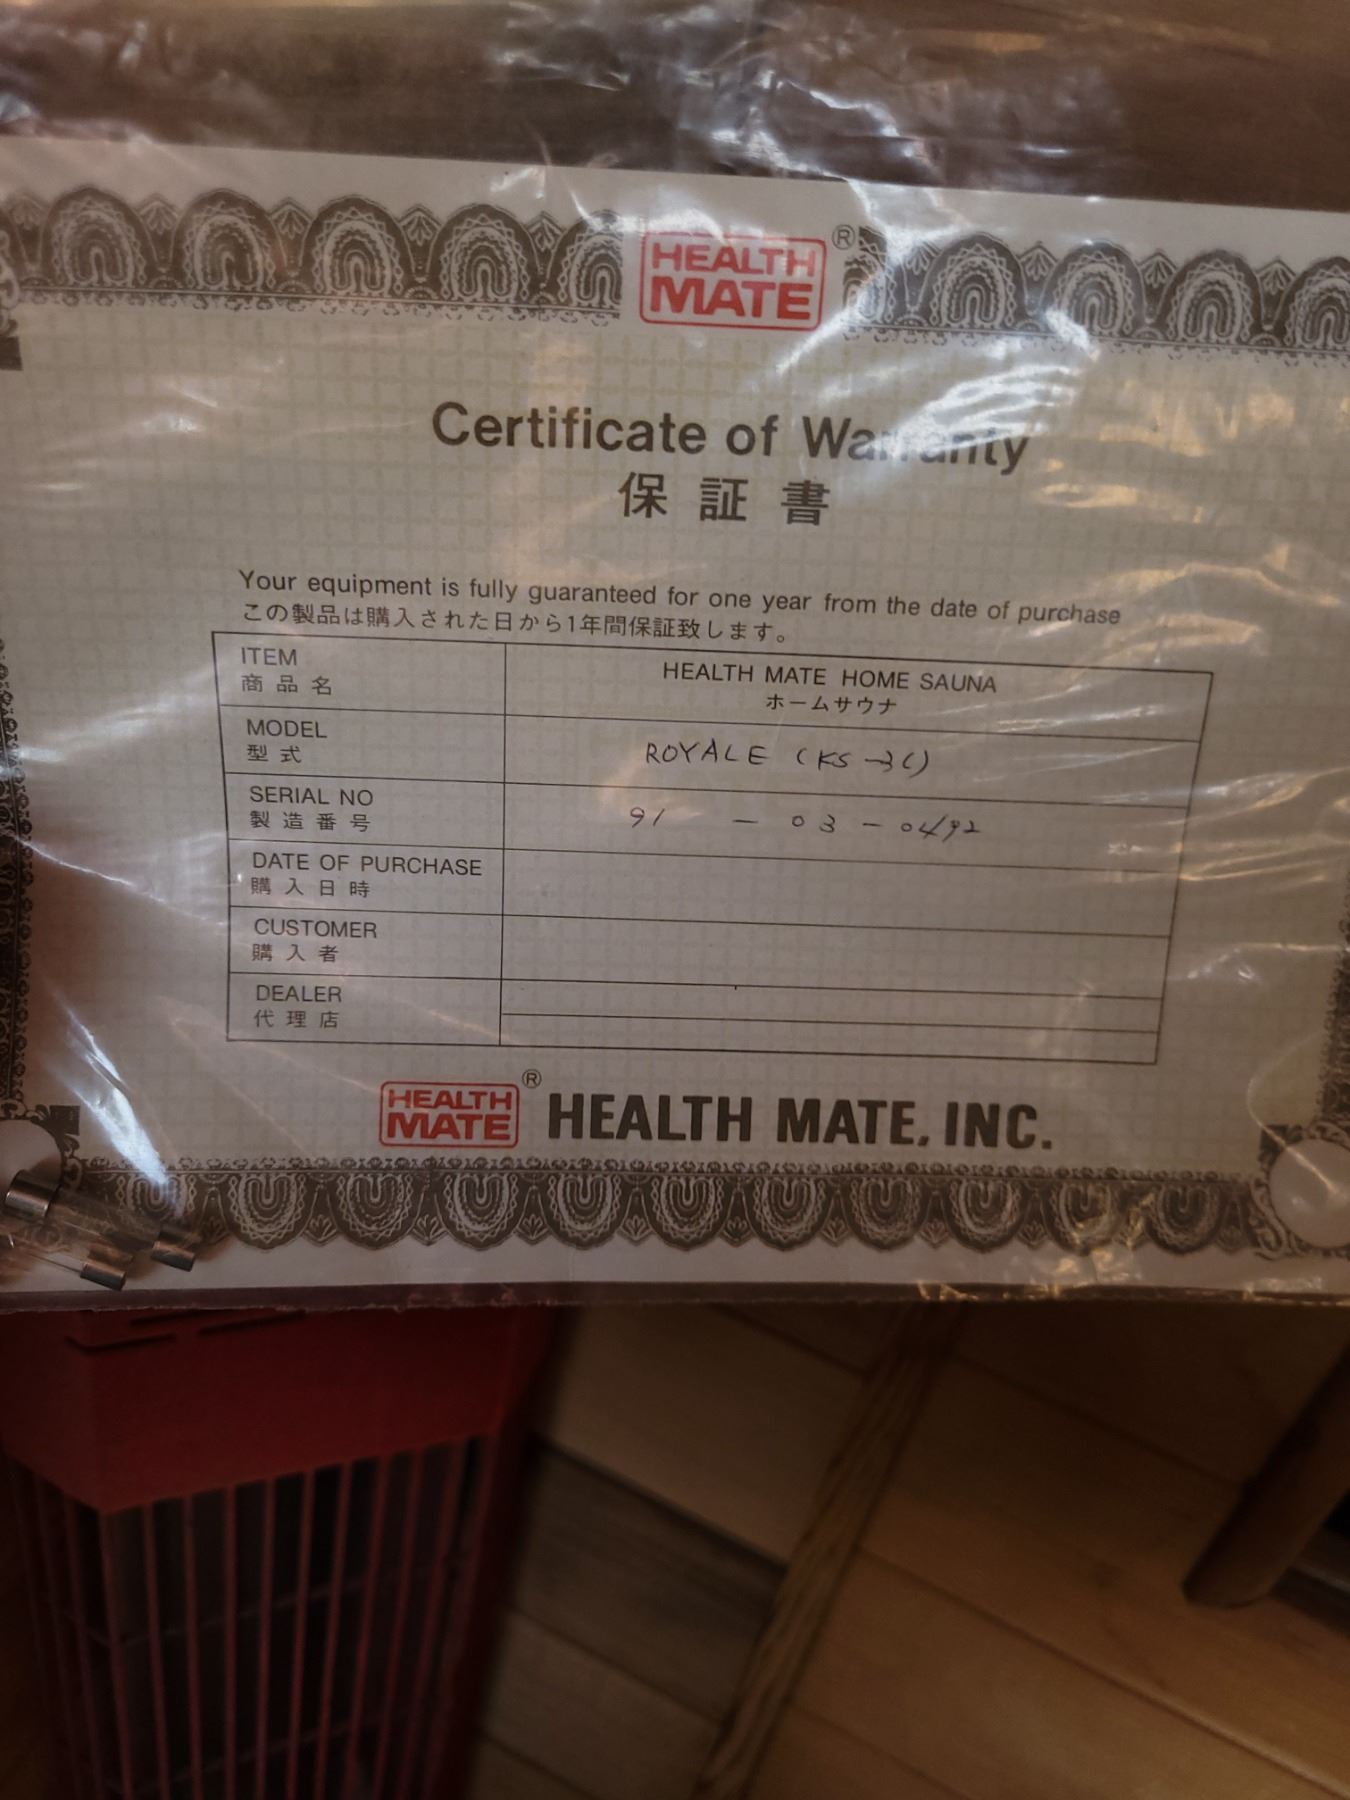 HEALTH
MATE
®
Certificate of Warranty
保証書
Your equipment is fully guaranteed for one year from the date of purchase
この製品は購入された日から1年間保証致します。
ITEM
商品名
HEALTH MATE HOME SAUNA
ホームサウナ
MODEL
型式
ROYALE (KS-3C)
SERIAL NO
製造番号
91 - 03 - 0492
DATE OF PURCHASE
購入日時
CUSTOMER
購入者
DEALER
代理店
HEALTH
MATE
®
HEALTH MATE, INC.